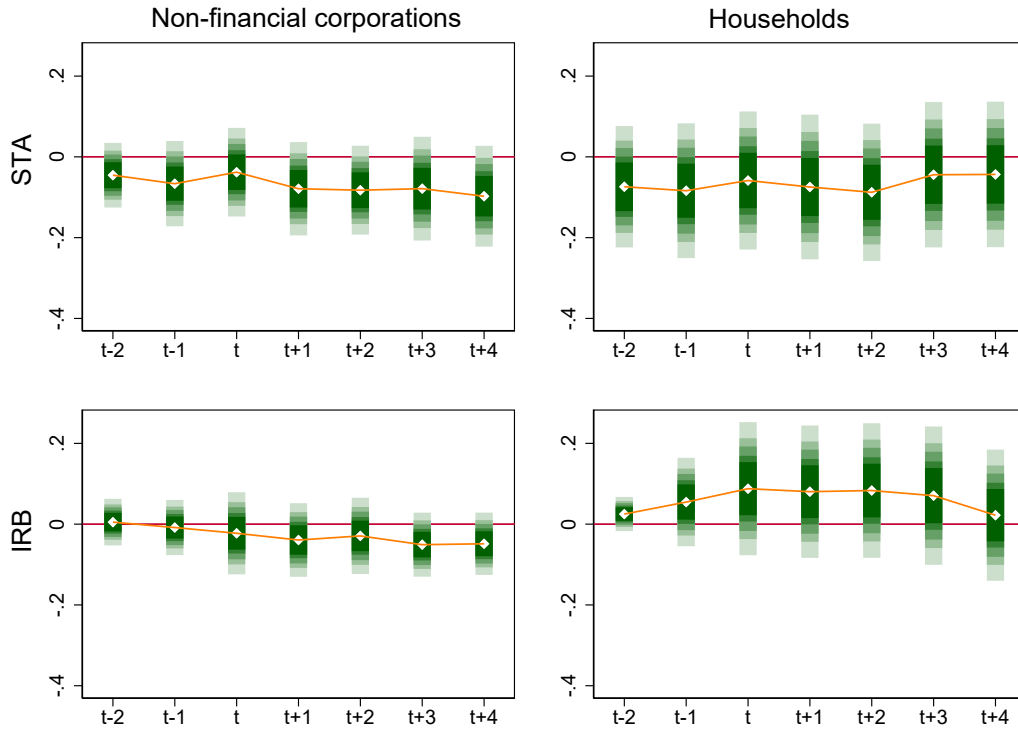 Non-financial corporations
Households
STA
.2
0
-.2
-.4
t-2 t-1 t t+1 t+2 t+3 t+4
.2
0
-.2
-.4
t-2 t-1 t t+1 t+2 t+3 t+4
IRB
.2
0
-.2
-.4
t-2 t-1 t t+1 t+2 t+3 t+4
.2
0
-.2
-.4
t-2 t-1 t t+1 t+2 t+3 t+4